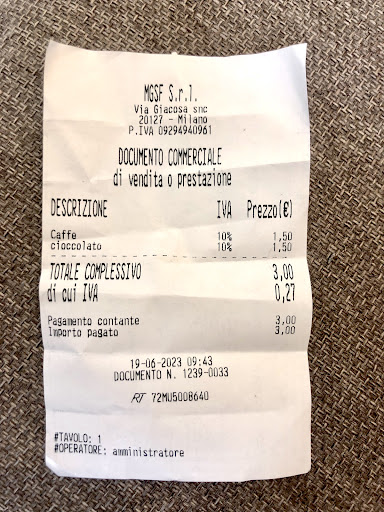 MGSF S.r.l.
Via Giacosa snc
20127 - Milano
P.IVA 09294940961
DOCUMENTO COMMERCIALE
di vendita o prestazione
DESCRIZIONE IVA Prezzo(€)
Caffe 10% 1,50
cioccolato 10% 1,50
TOTALE COMPLESSIVO 3,00
di cui IVA 0,27
Pagamento contante 3,00
Importo pagato 3,00
19-06-2023 09:43
DOCUMENTO N. 1239-0033
RT 72MU5008640
#TAVOLO: 1
#OPERATORE: amministratore